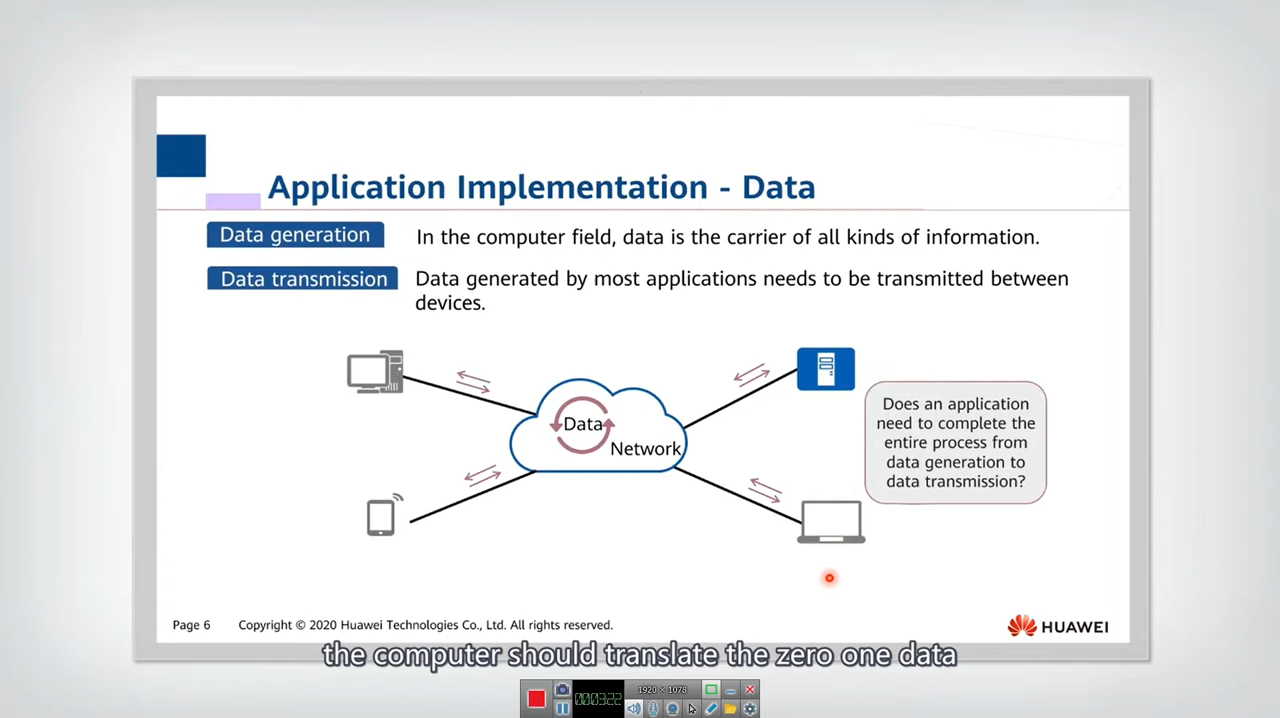 Application Implementation - Data
Data generation
In the computer field, data is the carrier of all kinds of information.
Data transmission
Data generated by most applications needs to be transmitted between
devices.
Data
Network
Does an application
need to complete the
entire process from
data generation to
data transmission?
Page 6
Copyright © 2020 Huawei Technologies Co., Ltd. All rights reserved.
HUAWEI
the computer should translate the zero one data
1920 × 1078
000322